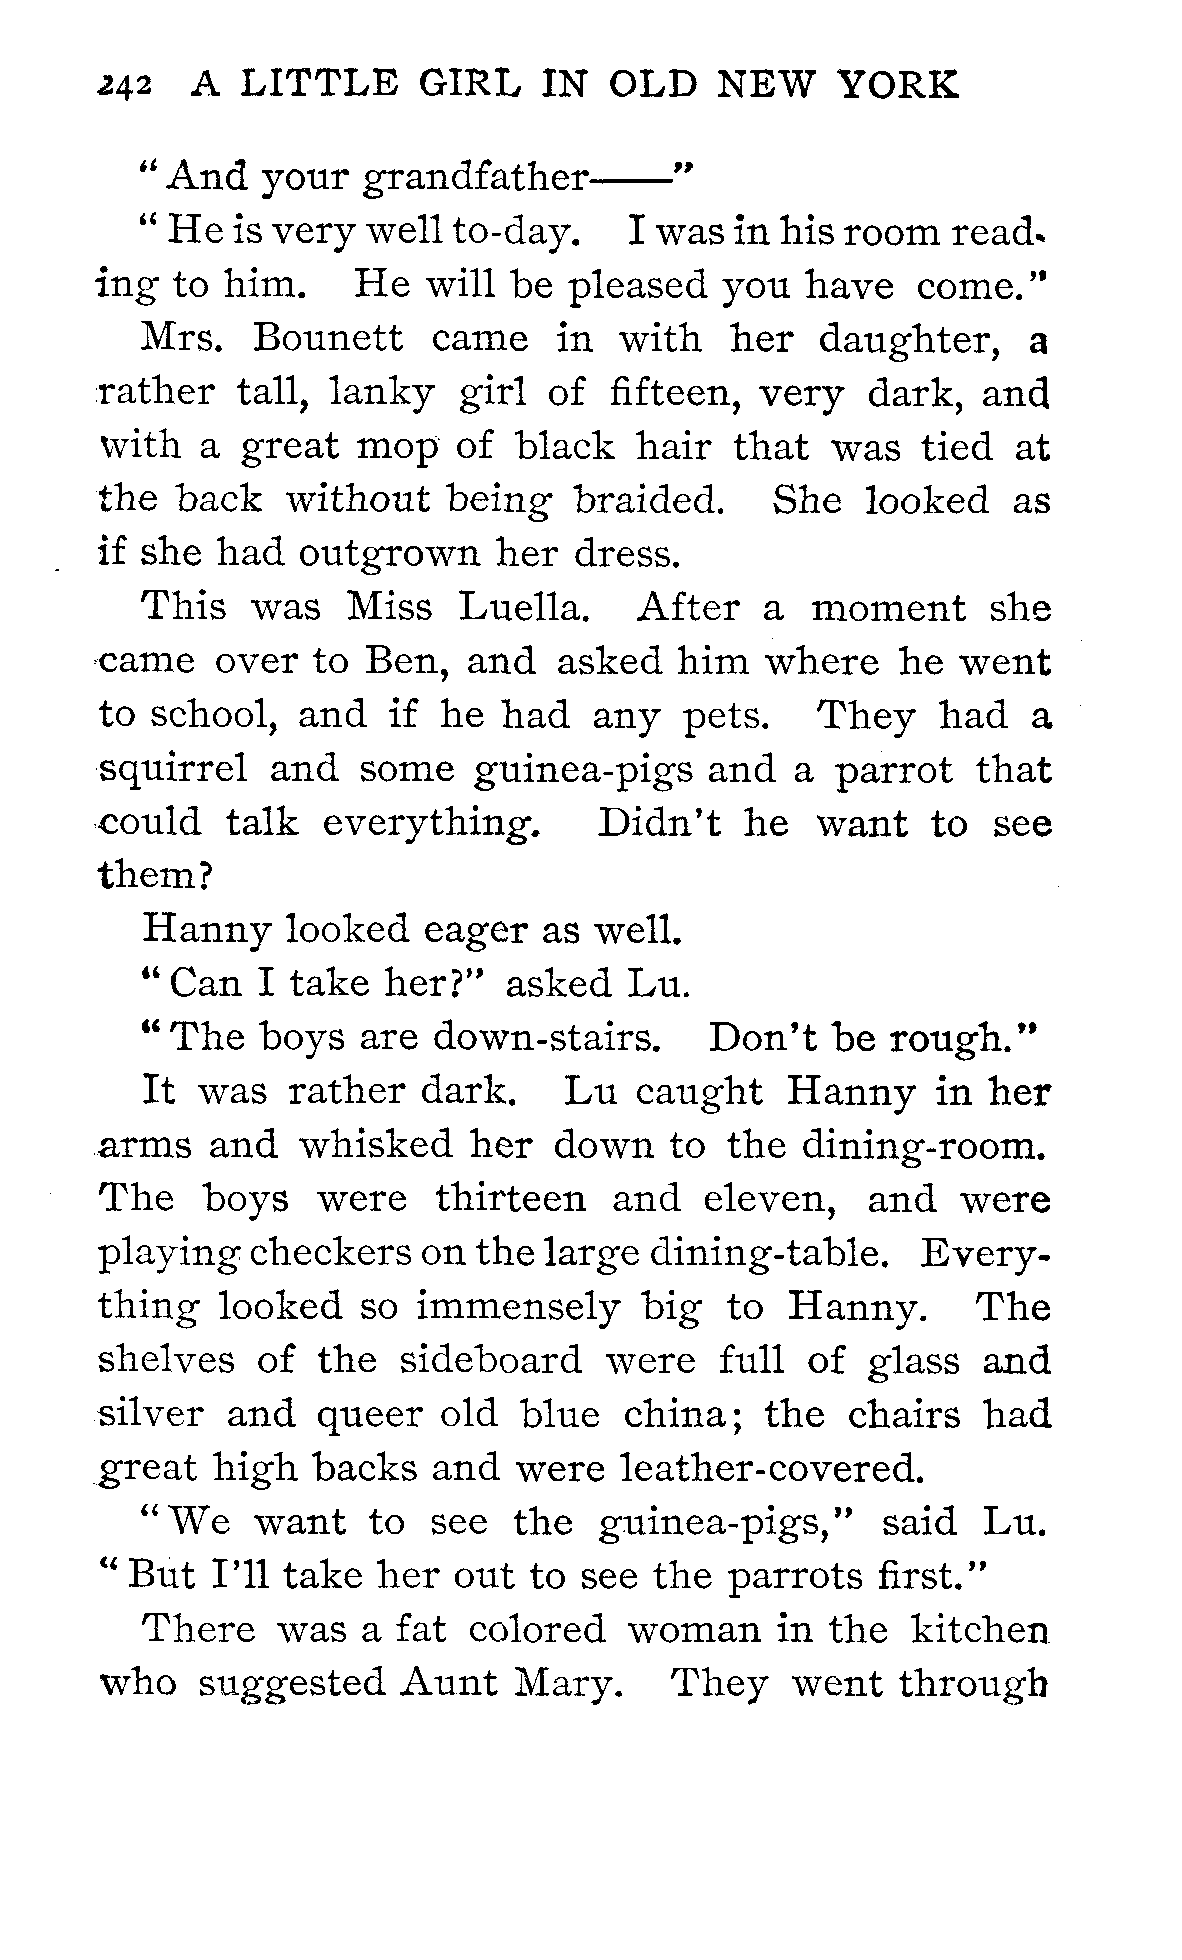 242 A LITTLE GIRL IN OLD NEW YORK
"And your grandfather——"
"He is very well to-day. I was in his room read-
ing to him. He will be pleased you have come."
Mrs. Bounett came in with her daughter, a
rather tall, lanky girl of fifteen, very dark, and
with a great mop of black hair that was tied at
the back without being braided. She looked as
if she had outgrown her dress.
This was Miss Luella. After a moment she
came over to Ben, and asked him where he went
to school, and if he had any pets. They had a
squirrel and some guinea-pigs and a parrot that
could talk everything. Didn't he want to see
them?
Hanny looked eager as well.
"Can I take her?" asked Lu.
"The boys are down-stairs. Don't be rough."
It was rather dark. Lu caught Hanny in her
arms and whisked her down to the dining-room.
The boys were thirteen and eleven, and were
playing checkers on the large dining-table. Every-
thing looked so immensely big to Hanny. The
shelves of the sideboard were full of glass and
silver and queer old blue china; the chairs had
great high backs and were leather-covered.
"We want to see the guinea-pigs," said Lu.
"But I'll take her out to see the parrots first."
There was a fat colored woman in the kitchen
who suggested Aunt Mary. They went through